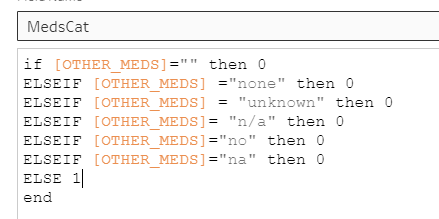 MedsCat
if [OTHER_MEDS]="" then 0
ELSEIF [OTHER_MEDS] ="none" then 0
ELSEIF [OTHER_MEDS] = "unknown" then 0
ELSEIF [OTHER_MEDS]= "n/a" then 0
ELSEIF [OTHER_MEDS]="no" then 0
ELSEIF [OTHER_MEDS]="na" then 0
ELSE 1
end